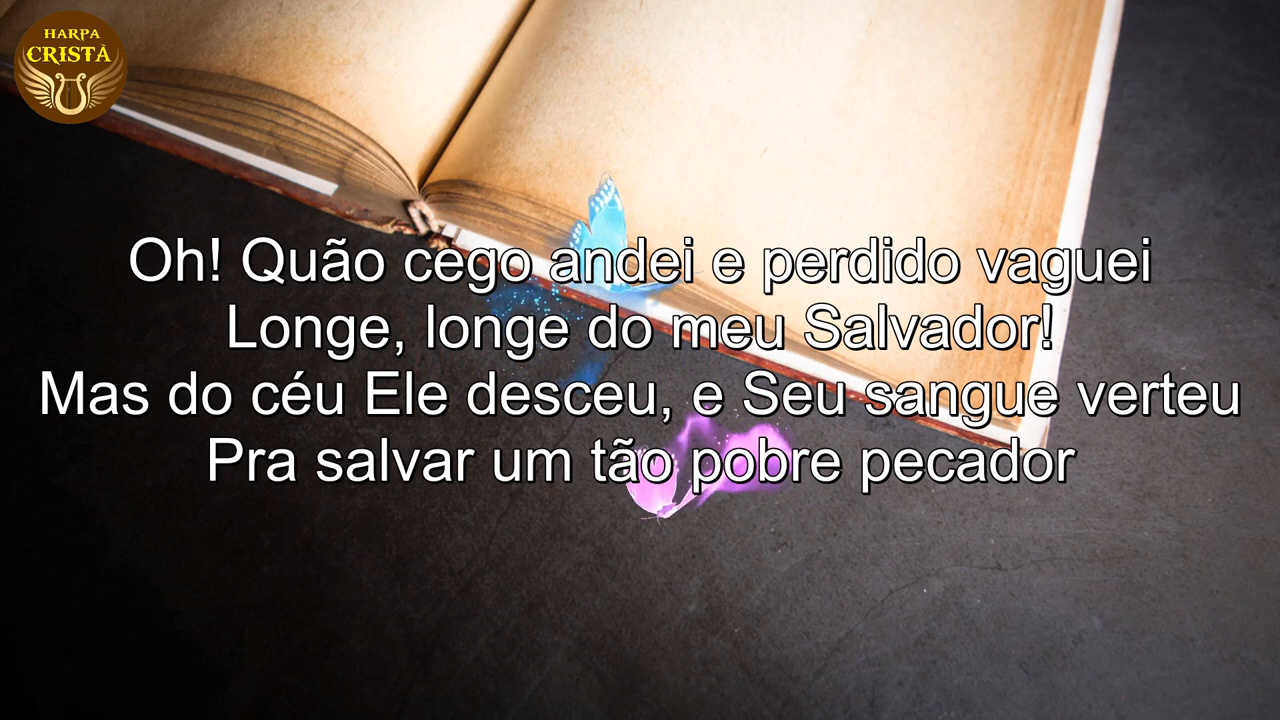 HARPA
CRISTÃ
Oh! Quão cego andei e perdido vaguei
Longe, longe do meu Salvador!
Mas do céu Ele desceu, e Seu sangue verteu
Pra salvar um tão pobre pecador